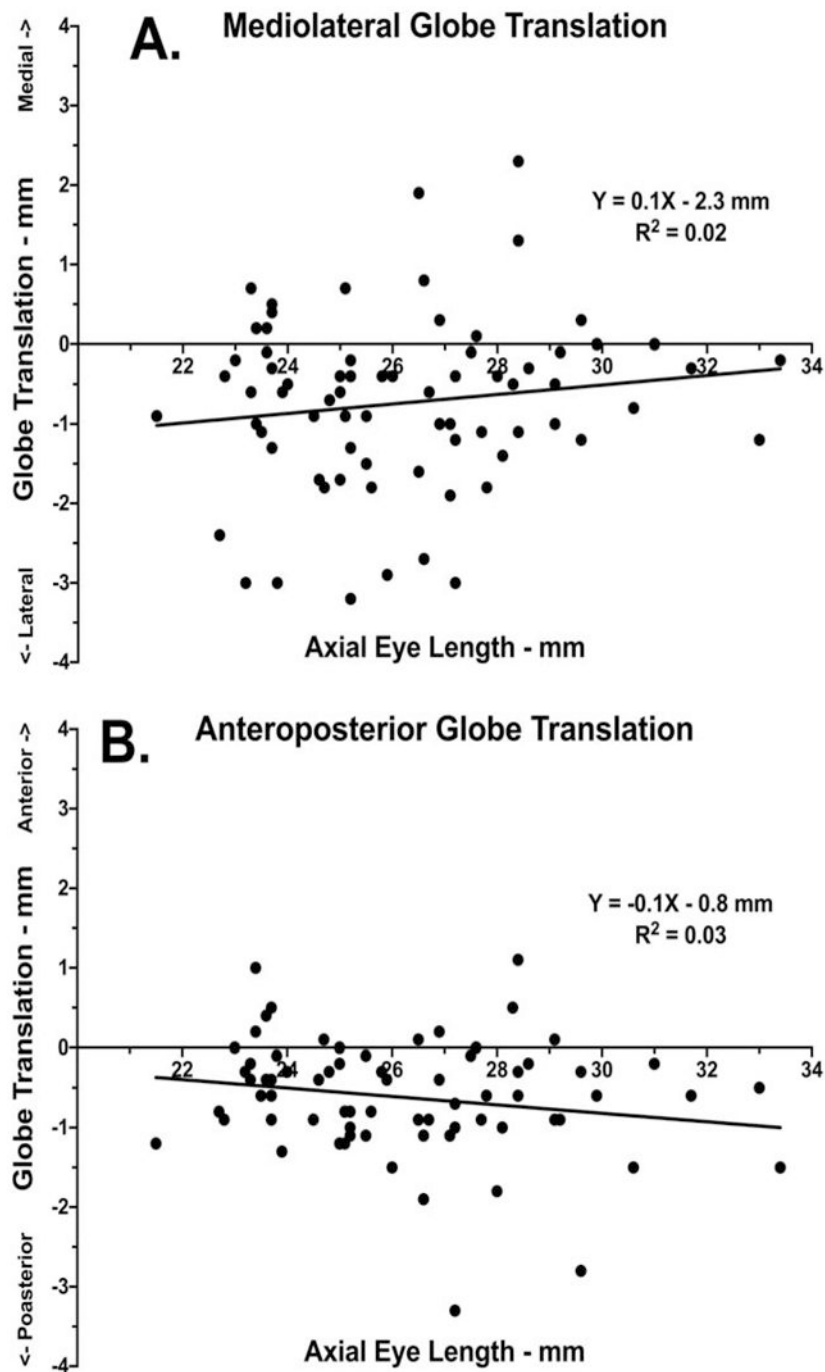 A.
Mediolateral Globe Translation
Medial ->
Globe Translation - mm
<- Lateral
4
3
2
1
0
-1
-2
-3
-4
Y = 0.1X - 2.3 mm
R² = 0.02
22 24 26 28 30 32 34
Axial Eye Length - mm
B.
Anteroposterior Globe Translation
Anterior ->
Globe Translation - mm
<- Poasterior
4
3
2
1
0
-1
-2
-3
-4
Y = -0.1X - 0.8 mm
R² = 0.03
22 24 26 28 30 32 34
Axial Eye Length - mm